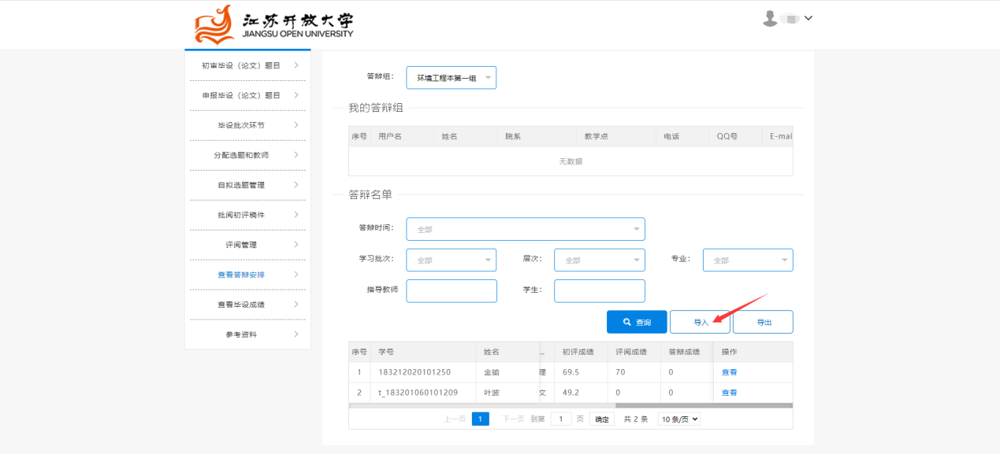 江苏开放大学
JIANGSU OPEN UNIVERSITY
初审毕设（论文）题目
申报毕设（论文）题目
毕设批次环节
分配选题和教师
自拟选题管理
批阅初评稿件
评阅管理
查看答辩安排
查看毕设成绩
参考资料
答辩组： 环境工程本第一组
我的答辩组
序号 用户名 姓名 院系 教学点 电话 QQ号 E-mai
无数据
答辩名单
答辩时间： 全部
学习批次： 全部 层次： 全部 专业： 全部
指导教师 学生：
查询 导入 导出
序号 学号 姓名 ... 初评成绩 评阅成绩 答辩成绩 操作
1 183212020101250 金瑜 理 69.5 70 0 查看
2 t_183201060101209 叶波 文 49.2 0 0 查看
上一页 1 下一页 到第 1 页 确定 共 2 条 10 条/页